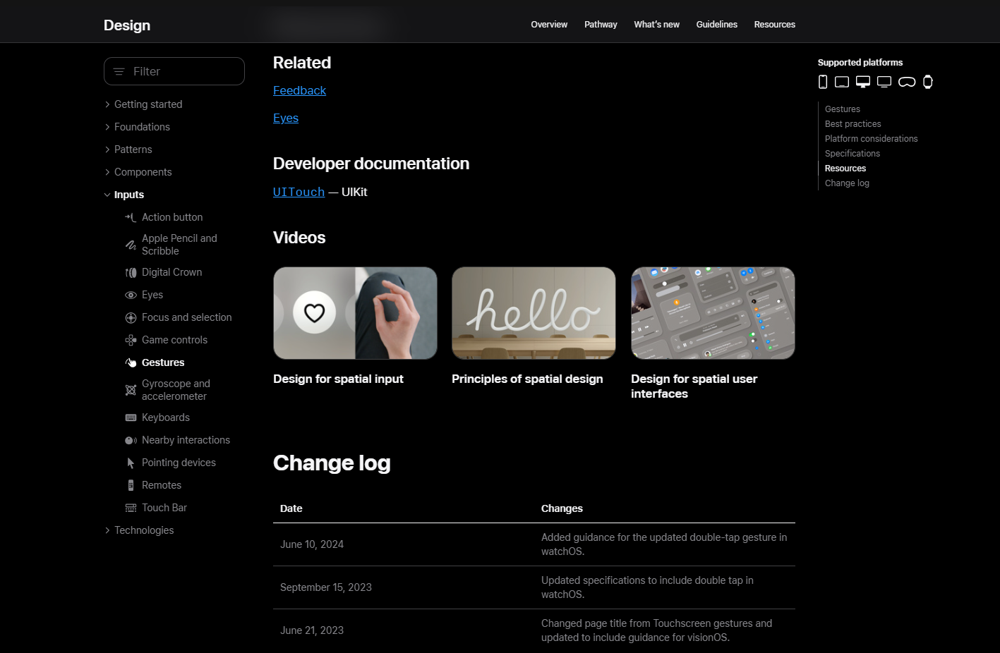 Design
Overview
Pathway
What's new
Guidelines
Resources
Filter
Getting started
Foundations
Patterns
Components
Inputs
Action button
Apple Pencil and
Scribble
Digital Crown
Eyes
Focus and selection
Game controls
Gestures
Gyroscope and
accelerometer
Keyboards
Nearby interactions
Pointing devices
Remotes
Touch Bar
Technologies
Related
Feedback
Eyes
Developer documentation
UITouch — UIKit
Videos
hello
Design for spatial input
Principles of spatial design
Design for spatial user
interfaces
Change log
Date
Changes
June 10, 2024
Added guidance for the updated double-tap gesture in
watchOS.
September 15, 2023
Updated specifications to include double tap in
watchOS.
June 21, 2023
Changed page title from Touchscreen gestures and
updated to include guidance for visionOS.
Supported platforms
Gestures
Best practices
Platform considerations
Specifications
Resources
Change log